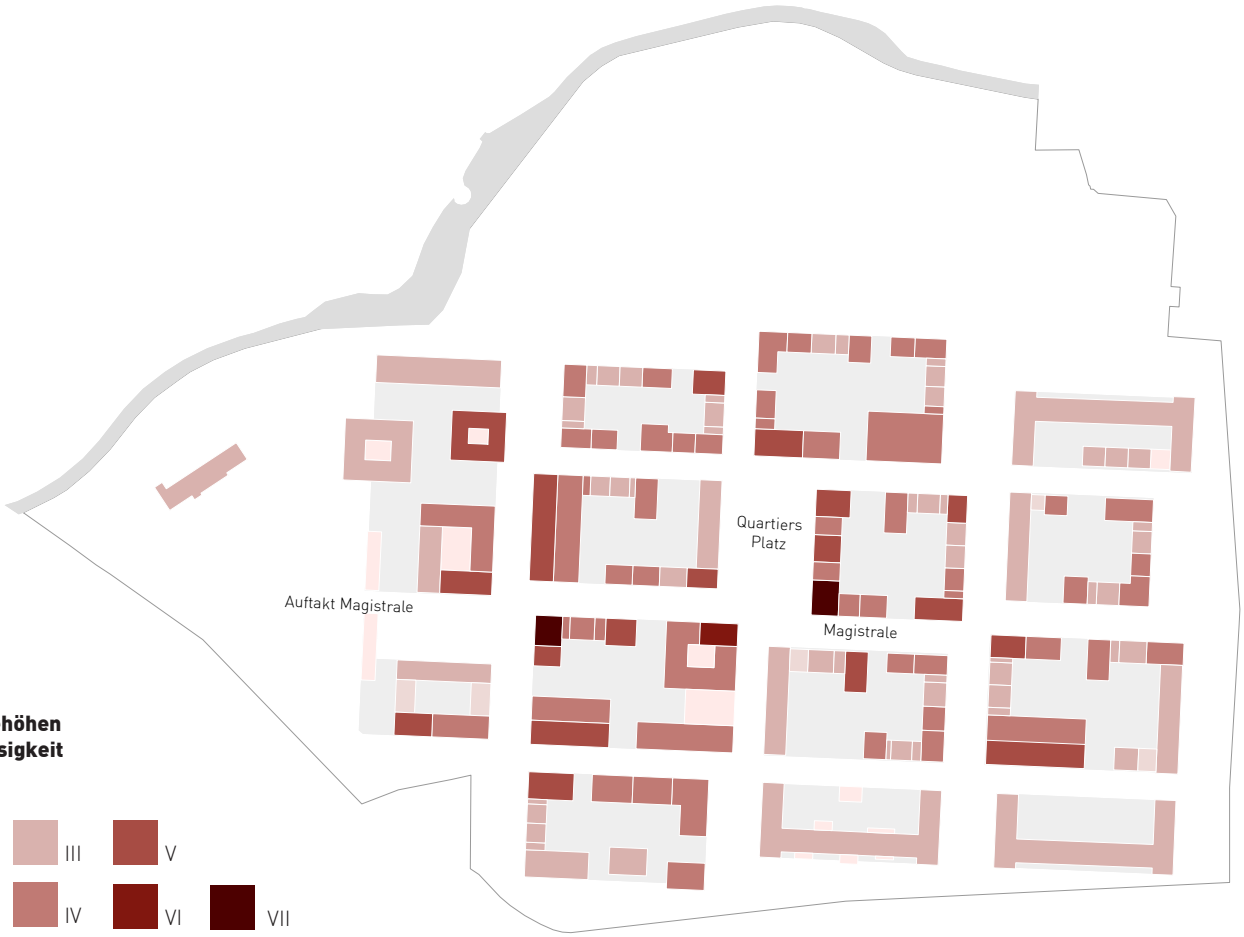 Quartiers
Platz
Auftakt Magistrale
Magistrale
höhen
sigkeit
III
V
IV
VI
VII